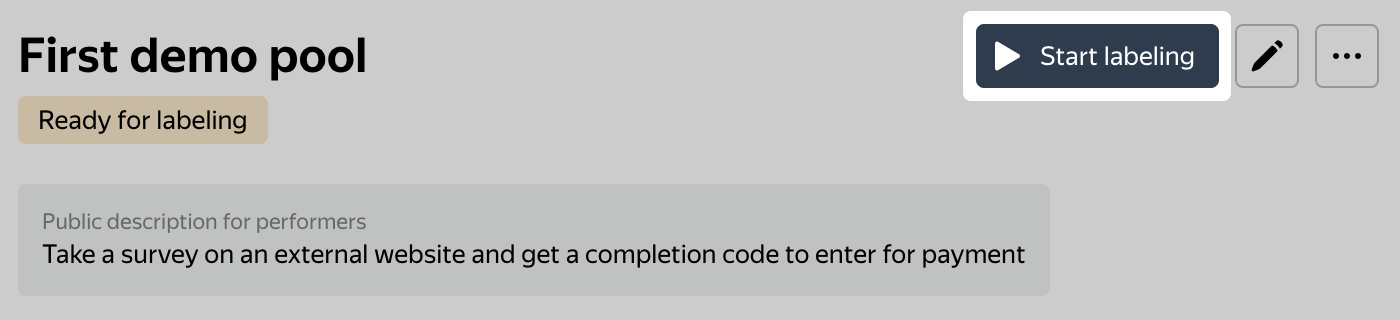 First demo pool
Start labeling
Ready for labeling
Public description for performers
Take a survey on an external website and get a completion code to enter for payment